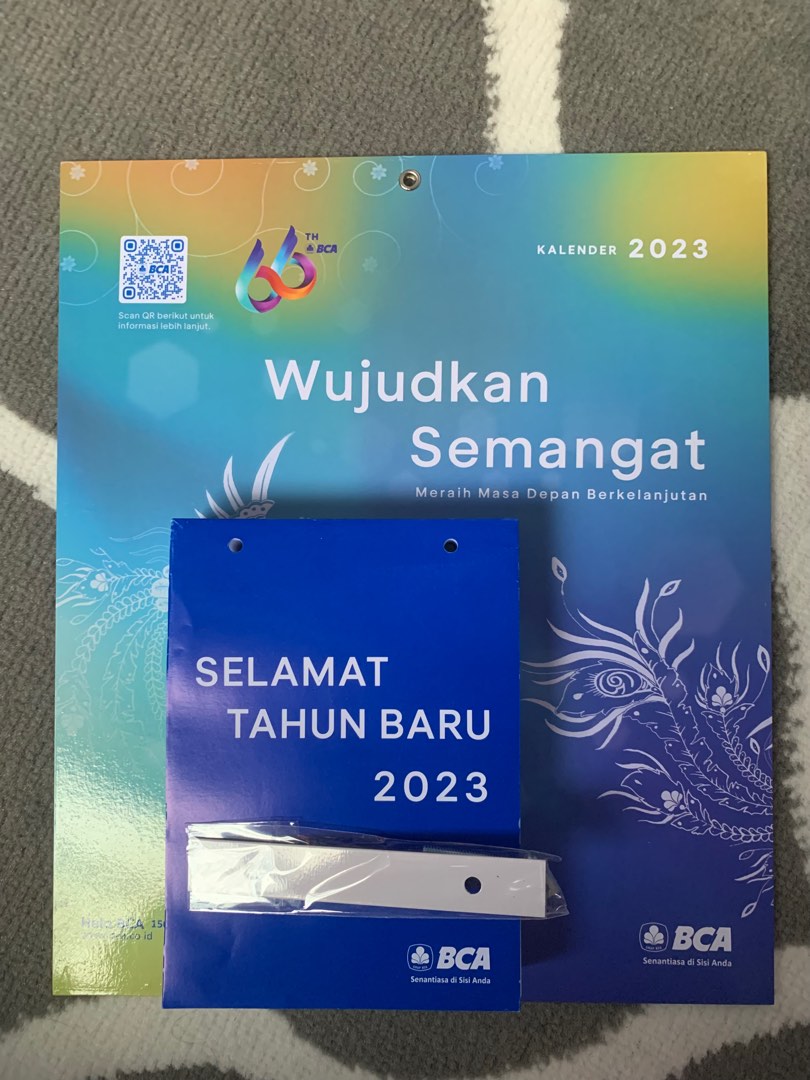 BCA
Scan QR berikut untuk
informasi lebih lanjut.
66 TH
BCA
KALENDER 2023
Wujudkan
Semangat
Meraih Masa Depan Berkelanjutan
SELAMAT
TAHUN BARU
2023
BCA
Senantiasa di Sisi Anda
BCA
Senantiasa di Sisi Anda